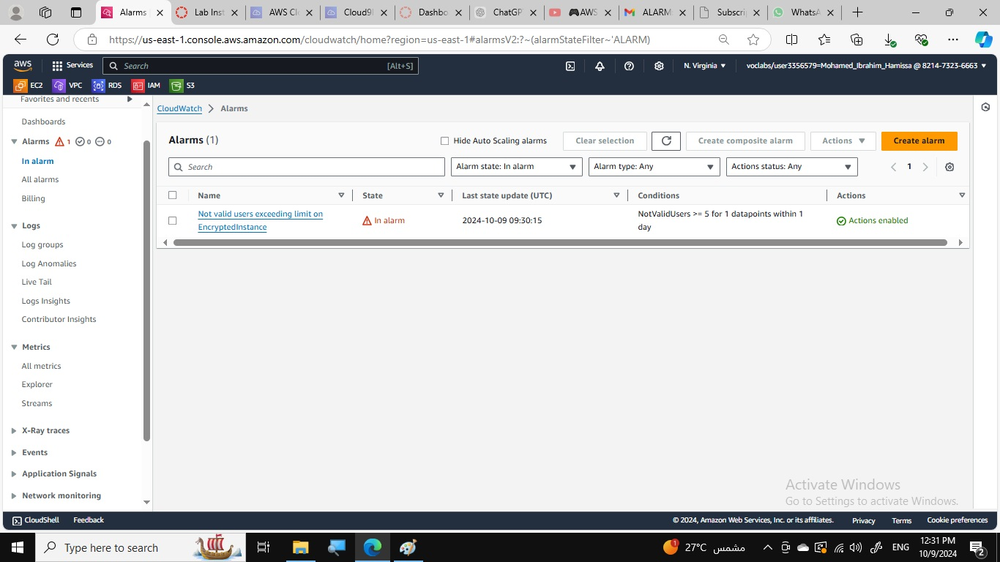 Alarms
Lab Inst
AWS Cl
Cloud9
Dashbo
ChatGP
AWS
ALARM
Subscri
WhatsA
https://us-east-1.console.aws.amazon.com/cloudwatch/home?region=us-east-1#alarmsV2:?~(alarmStateFilter~'ALARM)
aws
Services
Search
[Alt+S]
N. Virginia
voclabs/user3356579=Mohamed_Ibrahim_Hamissa @ 8214-7323-6663
EC2
VPC
RDS
IAM
S3
Favorites and recents
Dashboards
Alarms 1 0 0
In alarm
All alarms
Billing
Logs
Log groups
Log Anomalies
Live Tail
Logs Insights
Contributor Insights
Metrics
All metrics
Explorer
Streams
X-Ray traces
Events
Application Signals
Network monitoring
CloudWatch
Alarms
Alarms (1)
Hide Auto Scaling alarms
Clear selection
Create composite alarm
Actions
Create alarm
Search
Alarm state: In alarm
Alarm type: Any
Actions status: Any
1
Name
State
Last state update (UTC)
Conditions
Actions
Not valid users exceeding limit on
EncryptedInstance
In alarm
2024-10-09 09:30:15
NotValidUsers >= 5 for 1 datapoints within 1
day
Actions enabled
Activate Windows
Go to Settings to activate Windows.
CloudShell
Feedback
© 2024, Amazon Web Services, Inc. or its affiliates.
Privacy
Terms
Cookie preferences
Type here to search
1
27°C مشمس
ENG
12:31 PM
10/9/2024
2